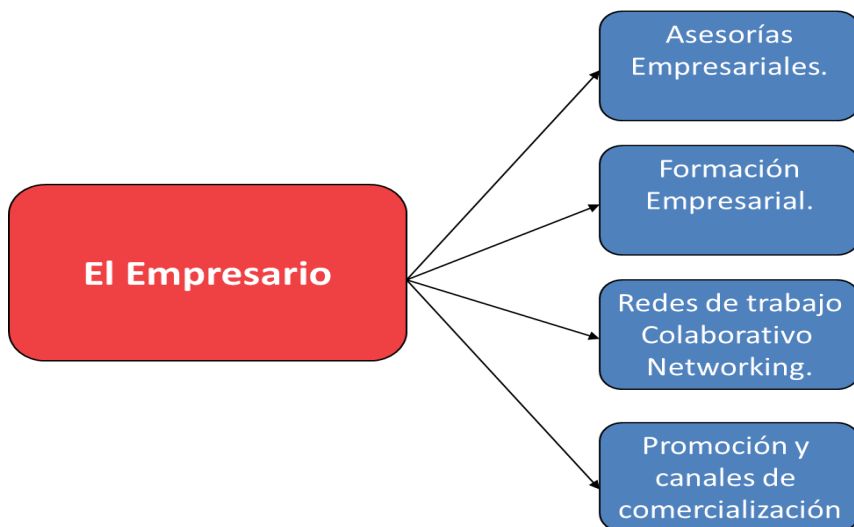 El Empresario
Asesorías
Empresariales.
Formación
Empresarial.
Redes de trabajo
Colaborativo
Networking.
Promoción y
canales de
comercialización